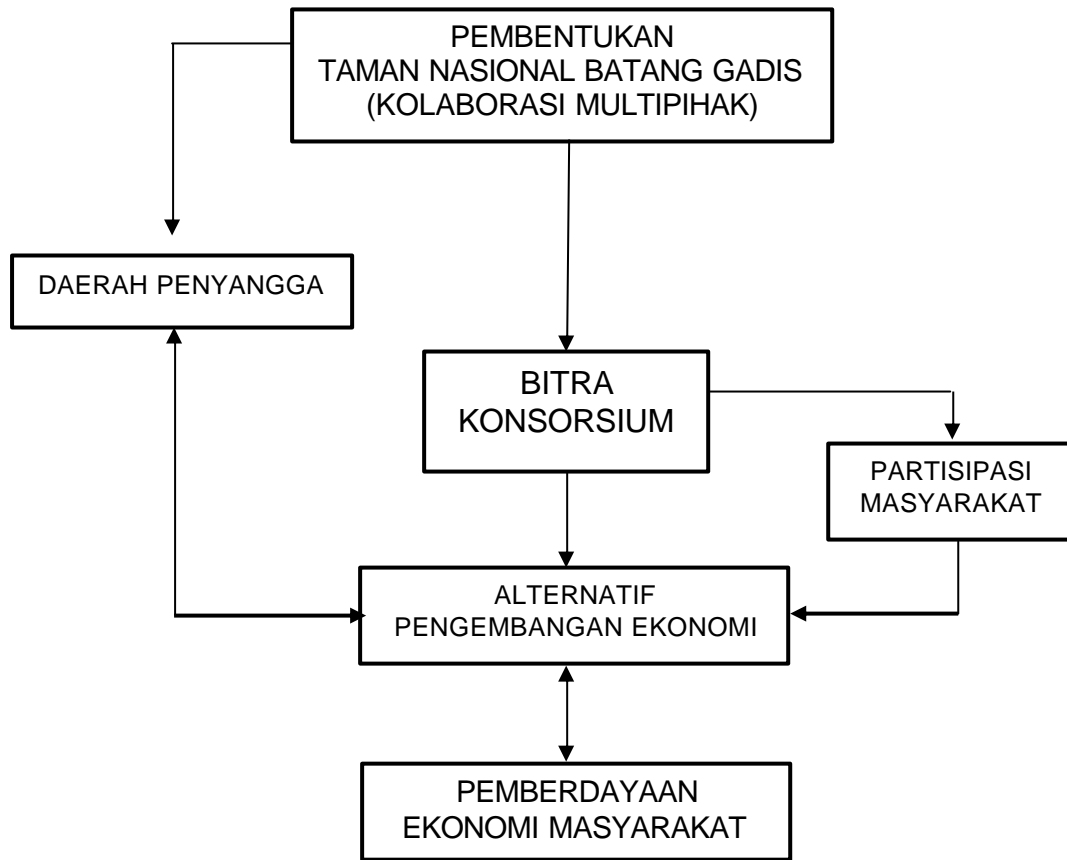 PEMBENTUKAN
TAMAN NASIONAL BATANG GADIS
(KOLABORASI MULTIPIHAK)
DAERAH PENYANGGA
BITRA
KONSORSIUM
PARTISIPASI
MASYARAKAT
ALTERNATIF
PENGEMBANGAN EKONOMI
PEMBERDAYAAN
EKONOMI MASYARAKAT